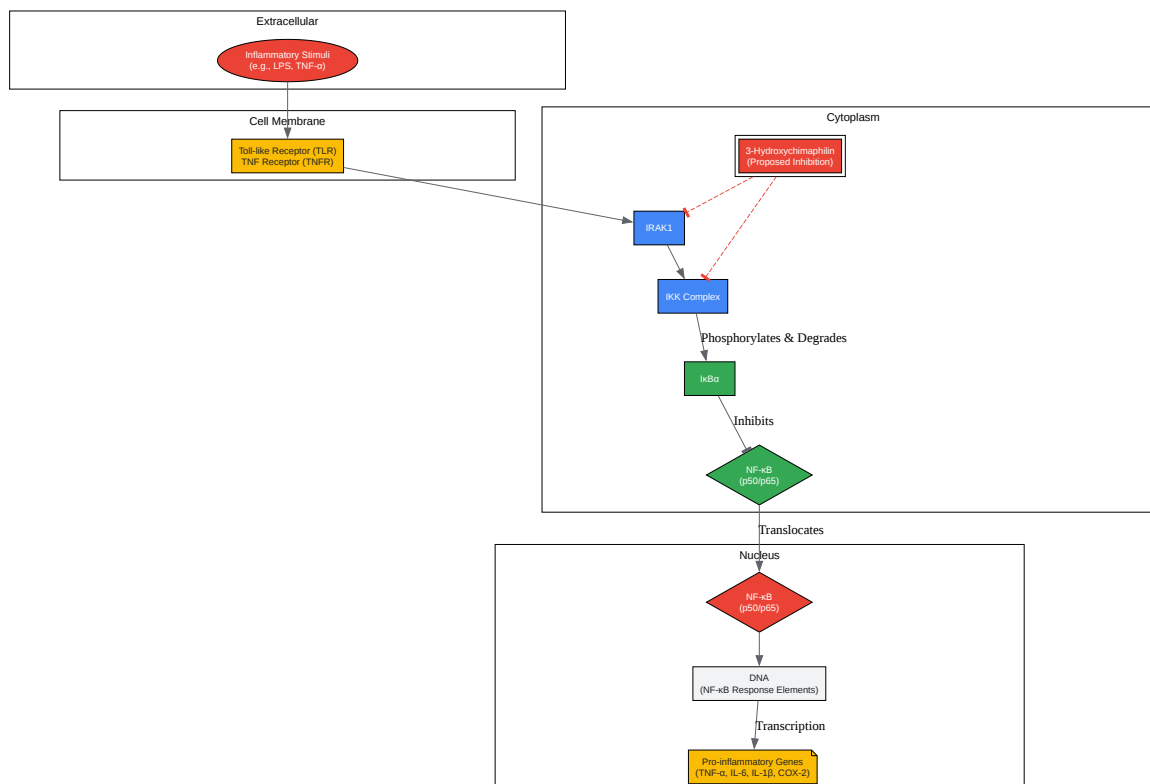 Extracellular
Inflammatory Stimuli
(e.g., LPS, TNF-α)
Cell Membrane
Toll-like Receptor (TLR)
TNF Receptor (TNFR)
Cytoplasm
3-Hydroxychimaphilin
(Proposed Inhibition)
IRAK1
IKK Complex
Phosphorylates & Degrades
IκBα
Inhibits
NF-κB
(p50/p65)
Translocates
Nucleus
NF-κB
(p50/p65)
DNA
(NF-κB Response Elements)
Transcription
Pro-inflammatory Genes
(TNF-α, IL-6, IL-1β, COX-2)